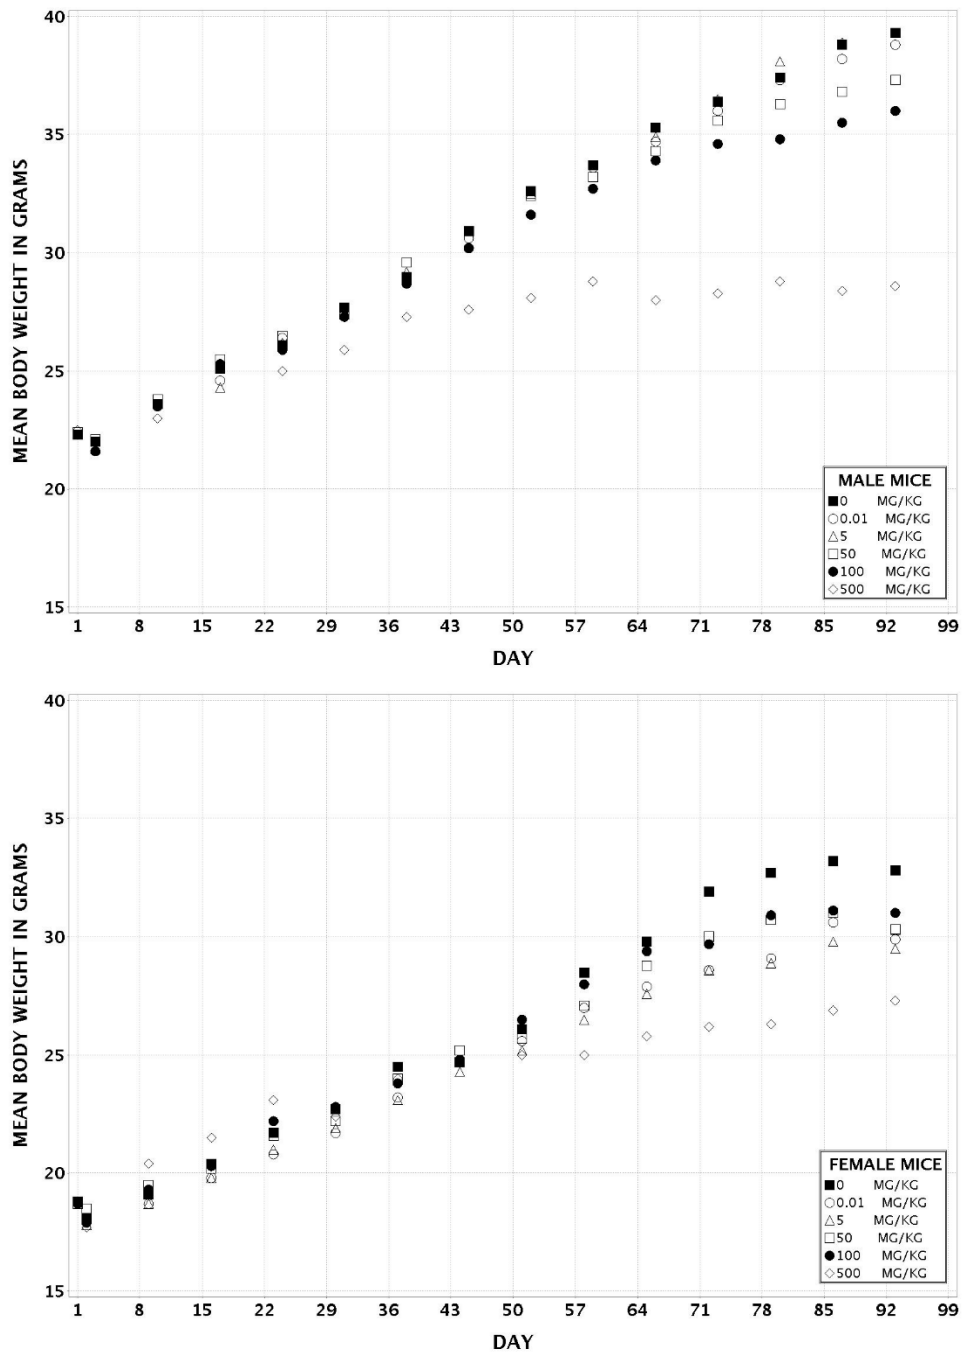 MEAN BODY WEIGHT IN GRAMS
40
35
30
25
20
15
MALE MICE
0 MG/KG
0.01 MG/KG
5 MG/KG
50 MG/KG
100 MG/KG
500 MG/KG
1 8 15 22 29 36 43 50 57 64 71 78 85 92 99
DAY
MEAN BODY WEIGHT IN GRAMS
40
35
30
25
20
15
FEMALE MICE
0 MG/KG
0.01 MG/KG
5 MG/KG
50 MG/KG
100 MG/KG
500 MG/KG
1 8 15 22 29 36 43 50 57 64 71 78 85 92 99
DAY